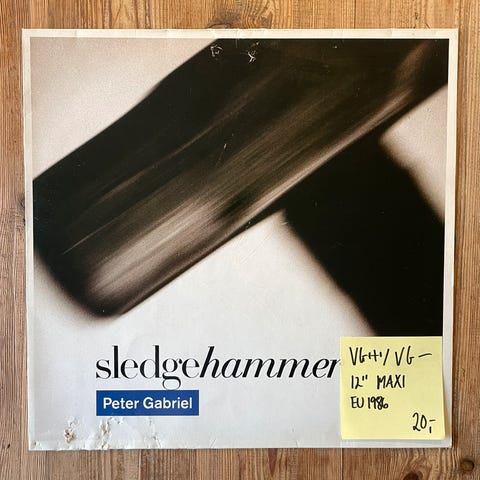 sledgehammer
Peter Gabriel
VG++/ VG-
12" MAXI
EU 1986
20,-